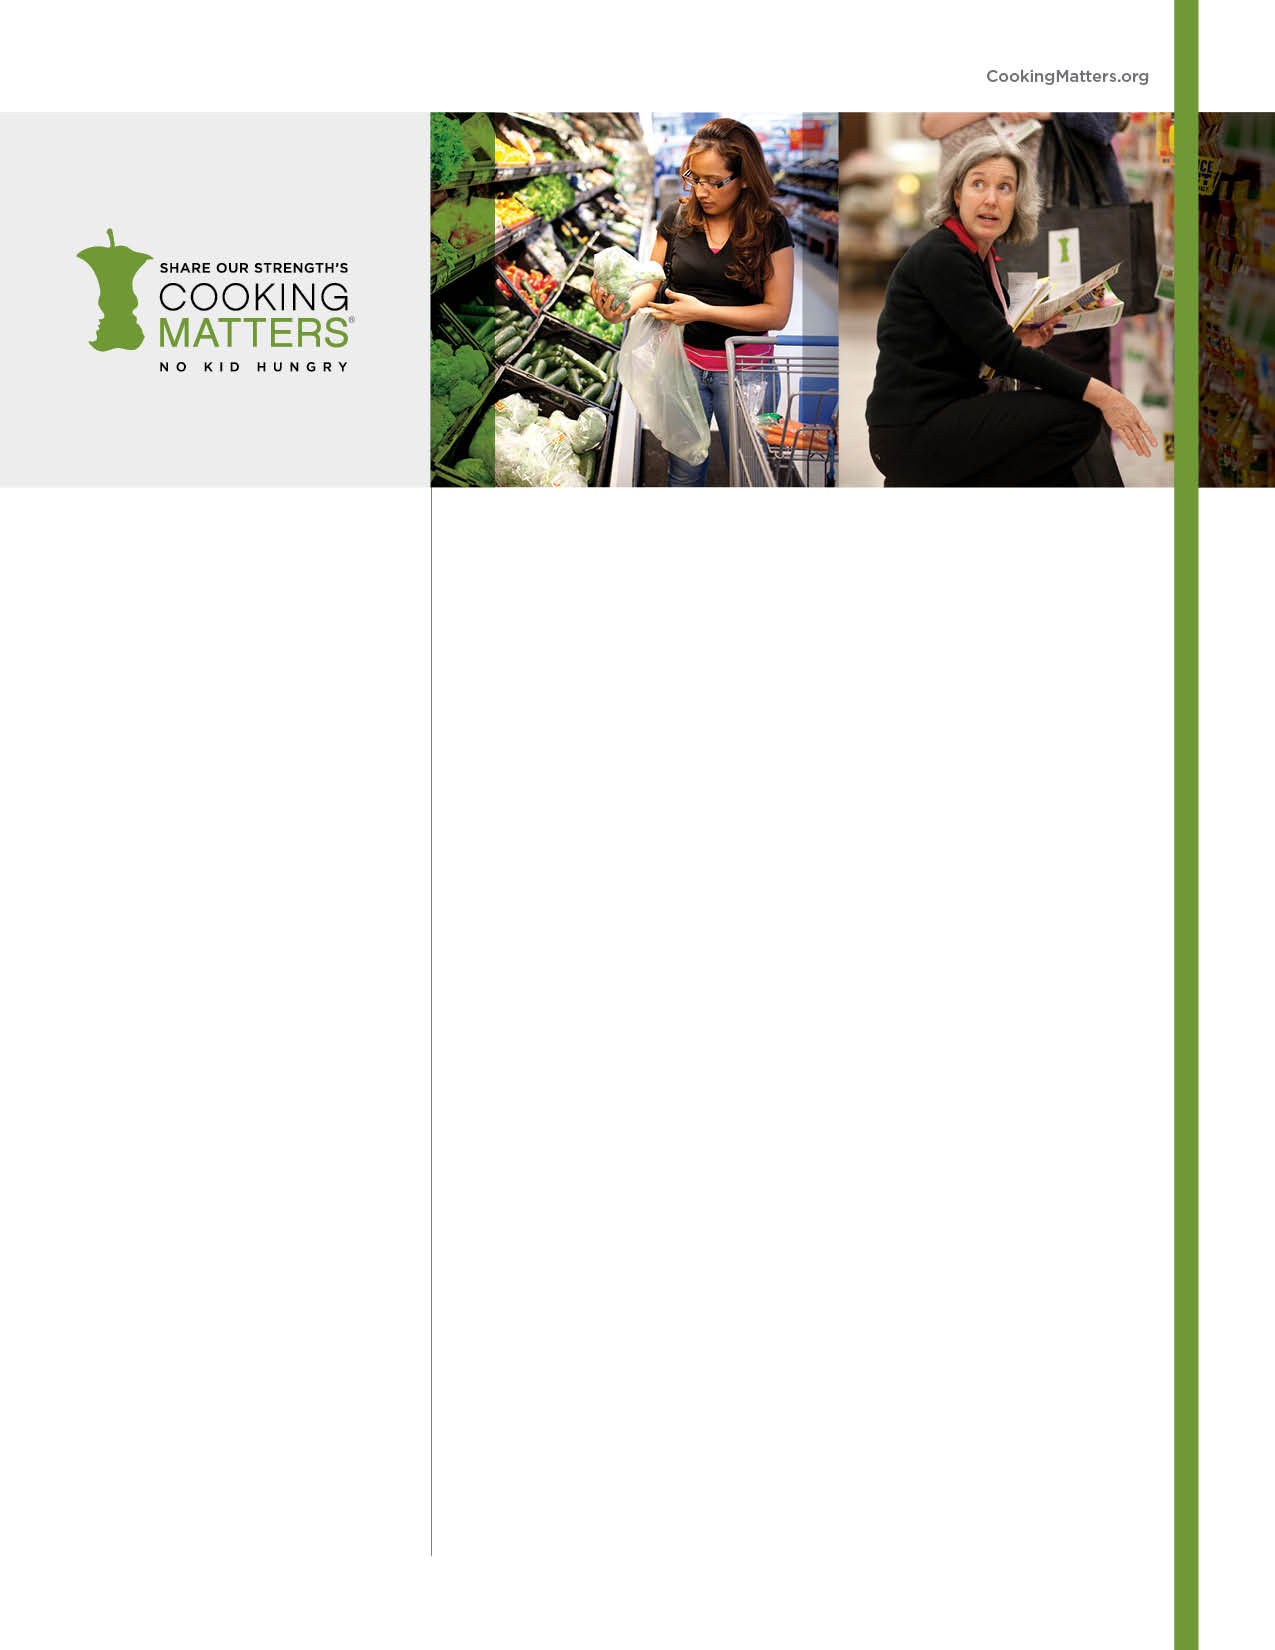 CookingMatters.org
SHARE OUR STRENGTH'S
COOKING
MATTERS®
NO KID HUNGRY